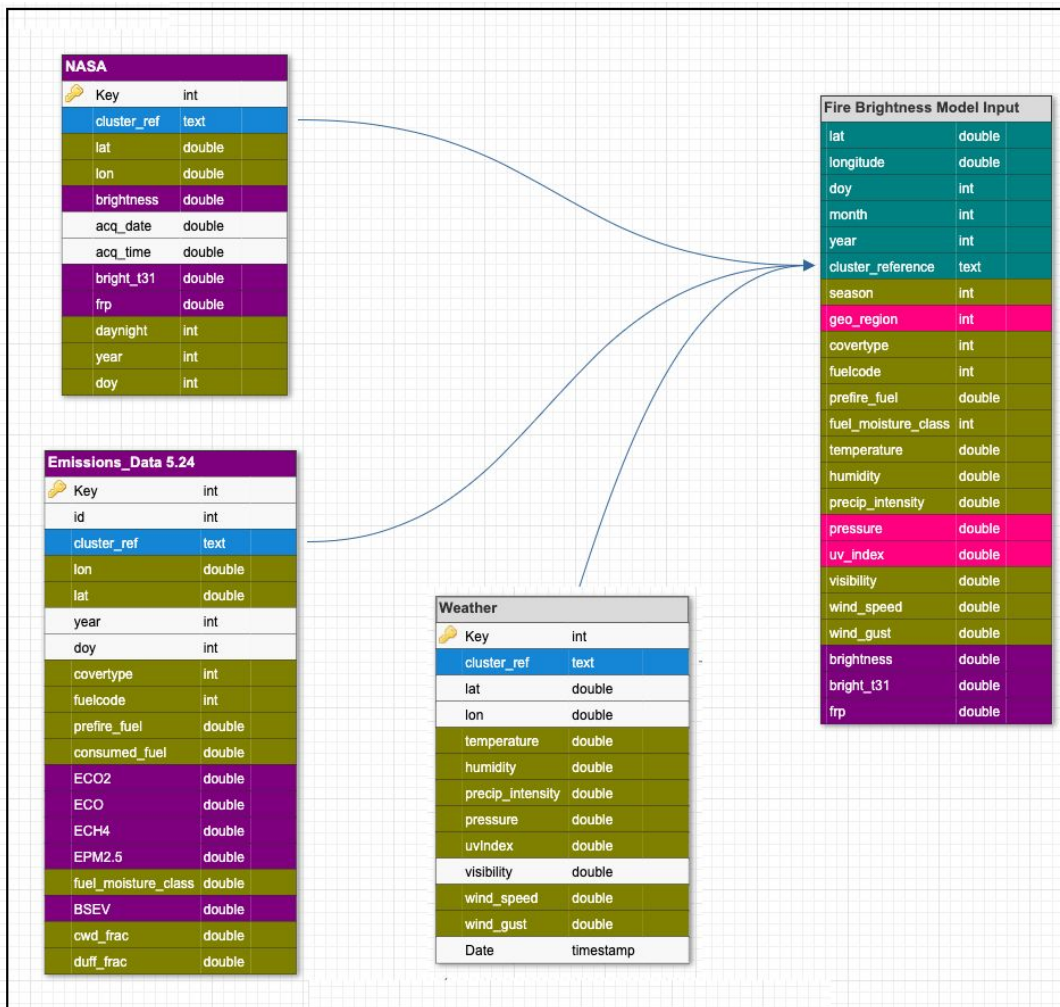 NASA
Key int
cluster_ref text
lat double
lon double
brightness double
acq_date double
acq_time double
bright_t31 double
frp double
daynight int
year int
doy int
Emissions_Data 5.24
Key int
id int
cluster_ref text
lon double
lat double
year int
doy int
covertype int
fuelcode int
prefire_fuel double
consumed_fuel double
ECO2 double
ECO double
ECH4 double
EPM2.5 double
fuel_moisture_class double
BSEV double
cwd_frac double
duff_frac double
Weather
Key int
cluster_ref text
lat double
lon double
temperature double
humidity double
precip_intensity double
pressure double
uvIndex double
visibility double
wind_speed double
wind_gust double
Date timestamp
Fire Brightness Model Input
lat double
longitude double
doy int
month int
year int
cluster_reference text
season int
geo_region int
covertype int
fuelcode int
prefire_fuel double
fuel_moisture_class int
temperature double
humidity double
precip_intensity double
pressure double
uv_index double
visibility double
wind_speed double
wind_gust double
brightness double
bright_t31 double
frp double